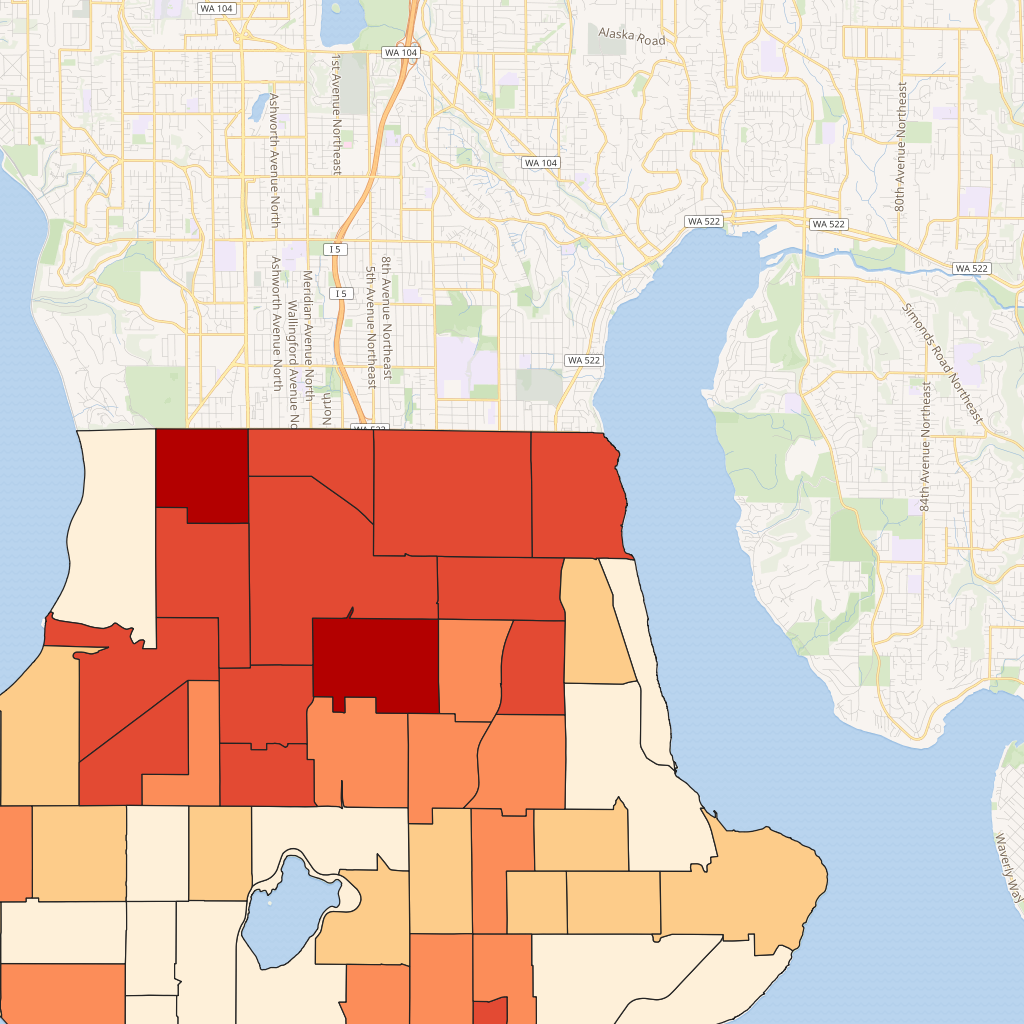 WA 104
Alaska Road
WA 104
1st Avenue Northeast
Ashworth Avenue North
80th Avenue Northeast
WA 104
WA 522
WA 522
I 5
WA 522
Ashworth Avenue North
Meridian Avenue North
Wallingford Avenue No
5th Avenue Northeast
8th Avenue Northeast
I 5
Simonds Road Northeast
WA 522
84th Avenue Northeast
North
WA 522
Waverly Way